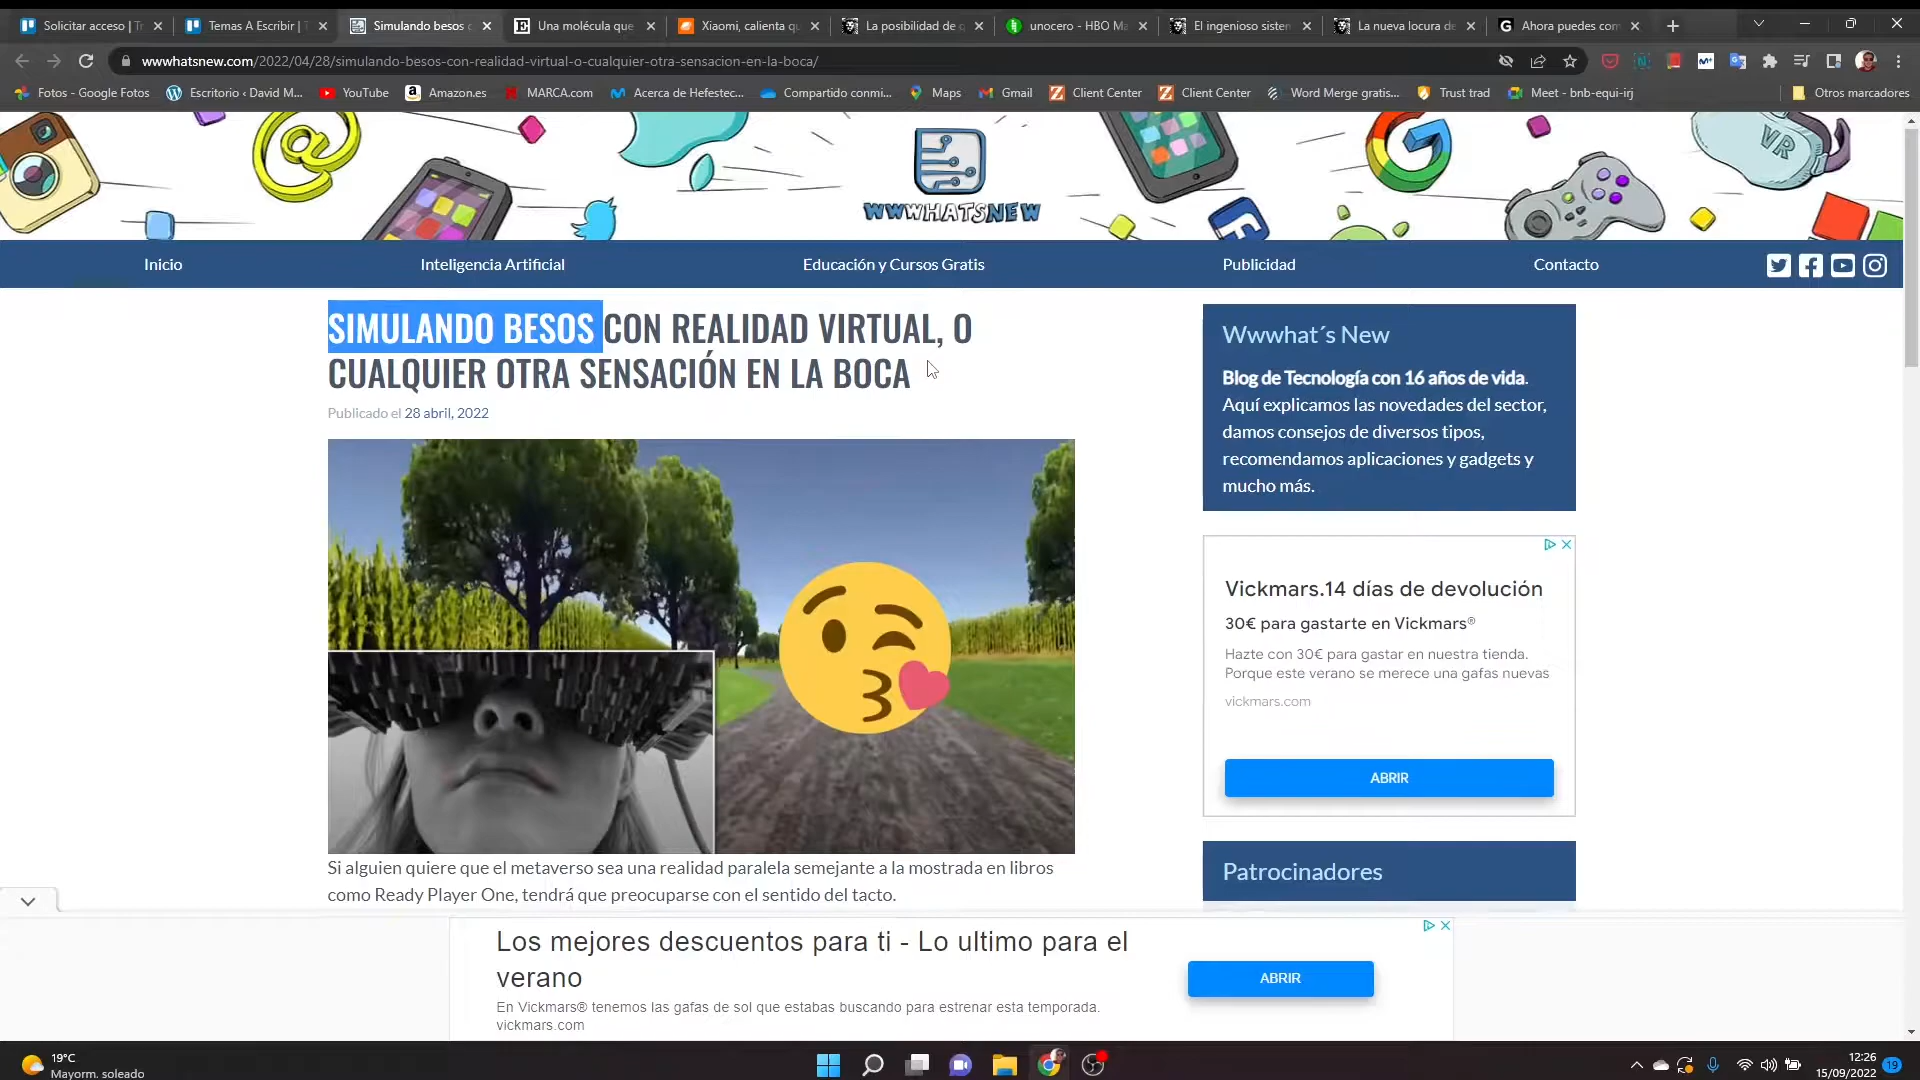 Solicitar acceso | Tr
Temas A Escribir | T
Simulando besos c
Una molécula que
Xiaomi, calienta qu
La posibilidad de q
unocero - HBO Ma
El ingenioso sister
La nueva locura de
Ahora puedes com
wwwhatsnew.com/2022/04/28/simulando-besos-con-realidad-virtual-o-cualquier-otra-sensacion-en-la-boca/
Fotos - Google Fotos
Escritorio ‹ David M...
YouTube
Amazon.es
MARCA.com
Acerca de Hefestec...
Compartido conmi...
Maps
Gmail
Client Center
Client Center
Word Merge gratis...
Trust trad
Meet - bnb-equi-irj
Otros marcadores
VR
WWWHATSNEW
Inicio
Inteligencia Artificial
Educación y Cursos Gratis
Publicidad
Contacto
SIMULANDO BESOS CON REALIDAD VIRTUAL, O
CUALQUIER OTRA SENSACIÓN EN LA BOCA
Publicado el 28 abril, 2022
Si alguien quiere que el metaverso sea una realidad paralela semejante a la mostrada en libros
como Ready Player One, tendrá que preocuparse con el sentido del tacto.
Wwwhat´s New
Blog de Tecnología con 16 años de vida.
Aquí explicamos las novedades del sector,
damos consejos de diversos tipos,
recomendamos aplicaciones y gadgets y
mucho más.
Vickmars.14 días de devolución
30€ para gastarte en Vickmars®
Hazte con 30€ para gastar en nuestra tienda.
Porque este verano se merece una gafas nuevas
vickmars.com
ABRIR
Patrocinadores
Los mejores descuentos para ti - Lo ultimo para el
verano
En Vickmars® tenemos las gafas de sol que estabas buscando para estrenar esta temporada.
vickmars.com
ABRIR
19°C
Mayorm. soleado
12:26
15/09/2022
19